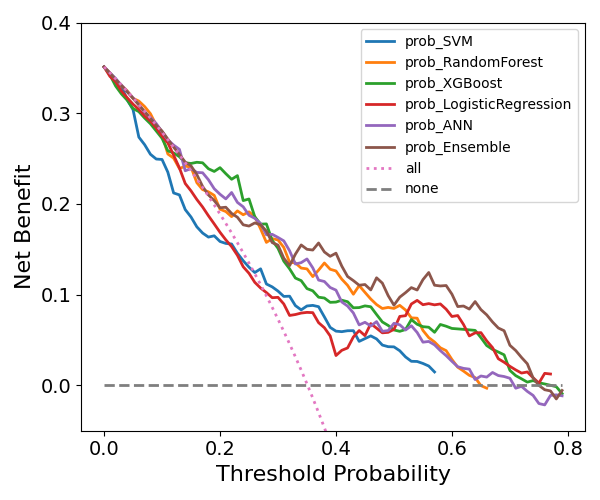 0.4
0.3
0.2
0.1
0.0
Net Benefit
prob_SVM
prob_RandomForest
prob_XGBoost
prob_LogisticRegression
prob_ANN
prob_Ensemble
all
none
0.0 0.2 0.4 0.6 0.8
Threshold Probability